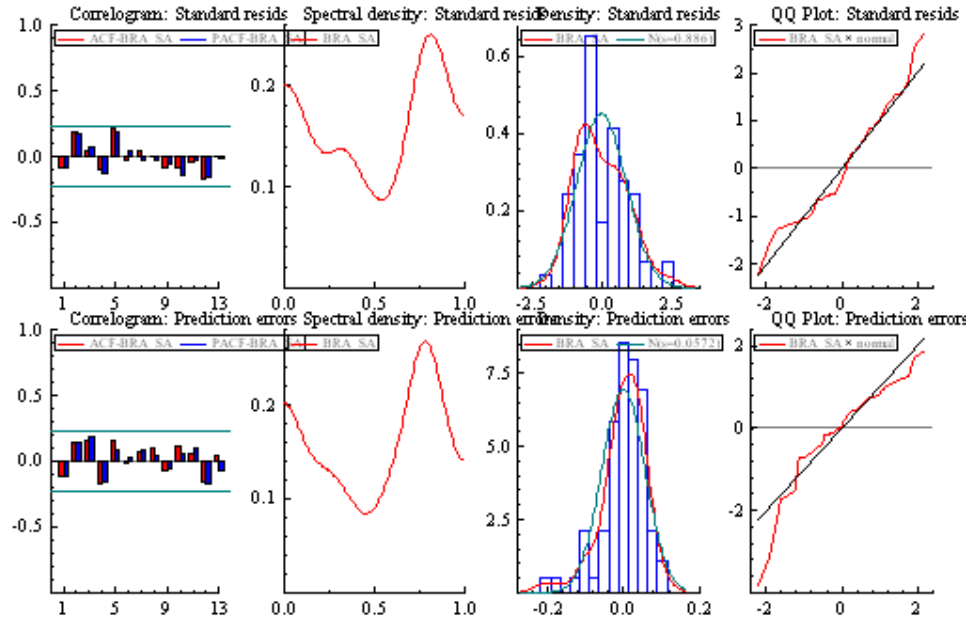 Correlogram: Standard resids
Spectral density: Standard resids
Density: Standard resids
QQ Plot: Standard resids
ACF-BRA_SA
PACF-BRA_SA
BRA_SA
BRA_SA
N(s=0.886)
BRA_SA × normal
1.0
0.5
0.0
-0.5
1 5 9 13
0.2
0.1
0.0 0.5 1.0
0.6
0.4
0.2
-2.5 0.0 2.5
3
2
1
0
-1
-2
-2 0 2
Correlogram: Prediction errors
Spectral density: Prediction errors
Density: Prediction errors
QQ Plot: Prediction errors
ACF-BRA_SA
PACF-BRA_SA
BRA_SA
BRA_SA
N(s=0.0572)
BRA_SA × normal
1.0
0.5
0.0
-0.5
1 5 9 13
0.2
0.1
0.0 0.5 1.0
7.5
5.0
2.5
-0.2 0.0 0.2
2
0
-2
-2 0 2